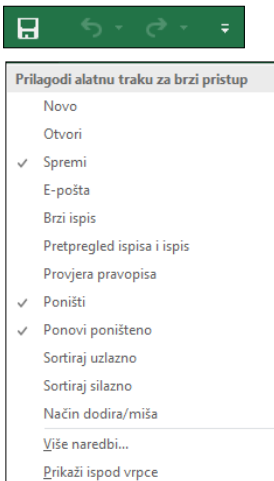 Prilagodi alatnu traku za brzi pristup
Novo
Otvori
Spremi
E-pošta
Brzi ispis
Pretpregled ispisa i ispis
Provjera pravopisa
Poništi
Ponovi poništeno
Sortiraj uzlazno
Sortiraj silazno
Način dodira/miša
Više naredbi...
Prikaži ispod vrpce